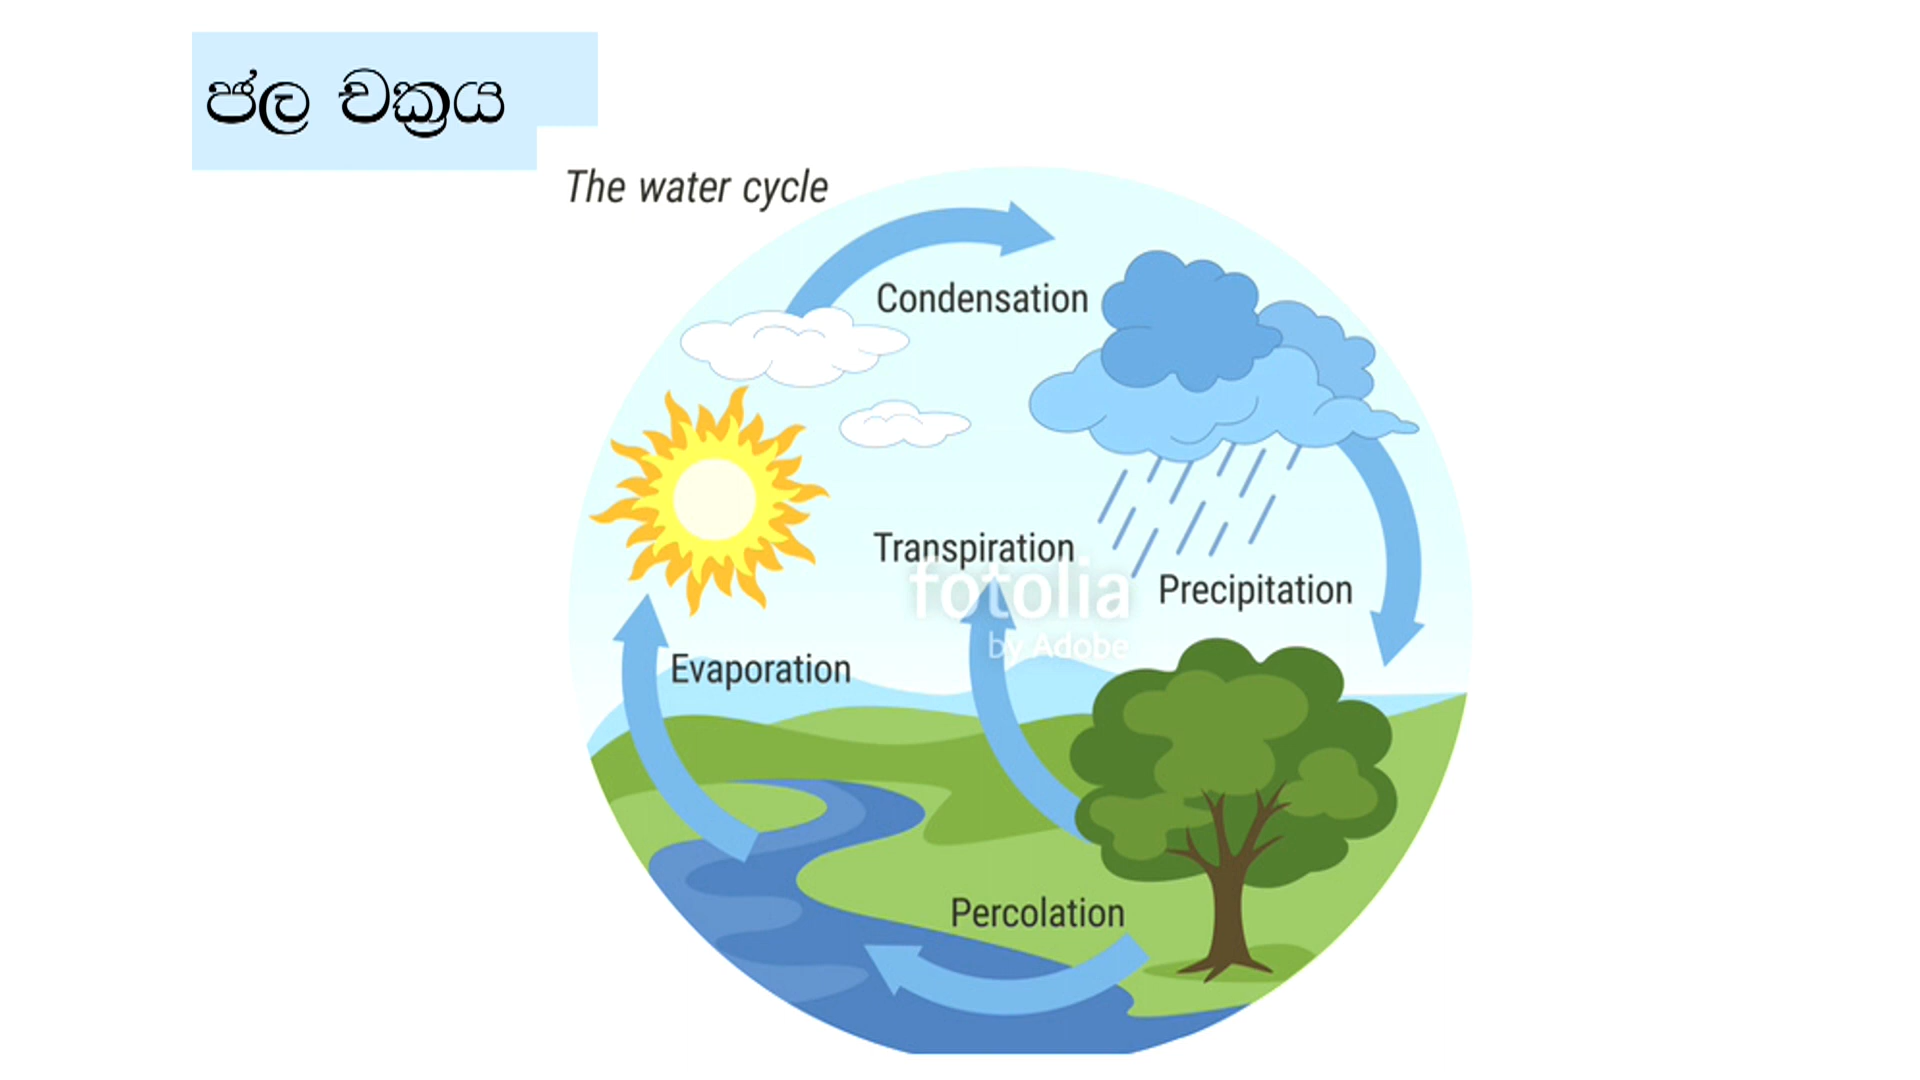 ජල චක්‍රය
The water cycle
Condensation
Transpiration
fotolia
by Adobe
Precipitation
Evaporation
Percolation